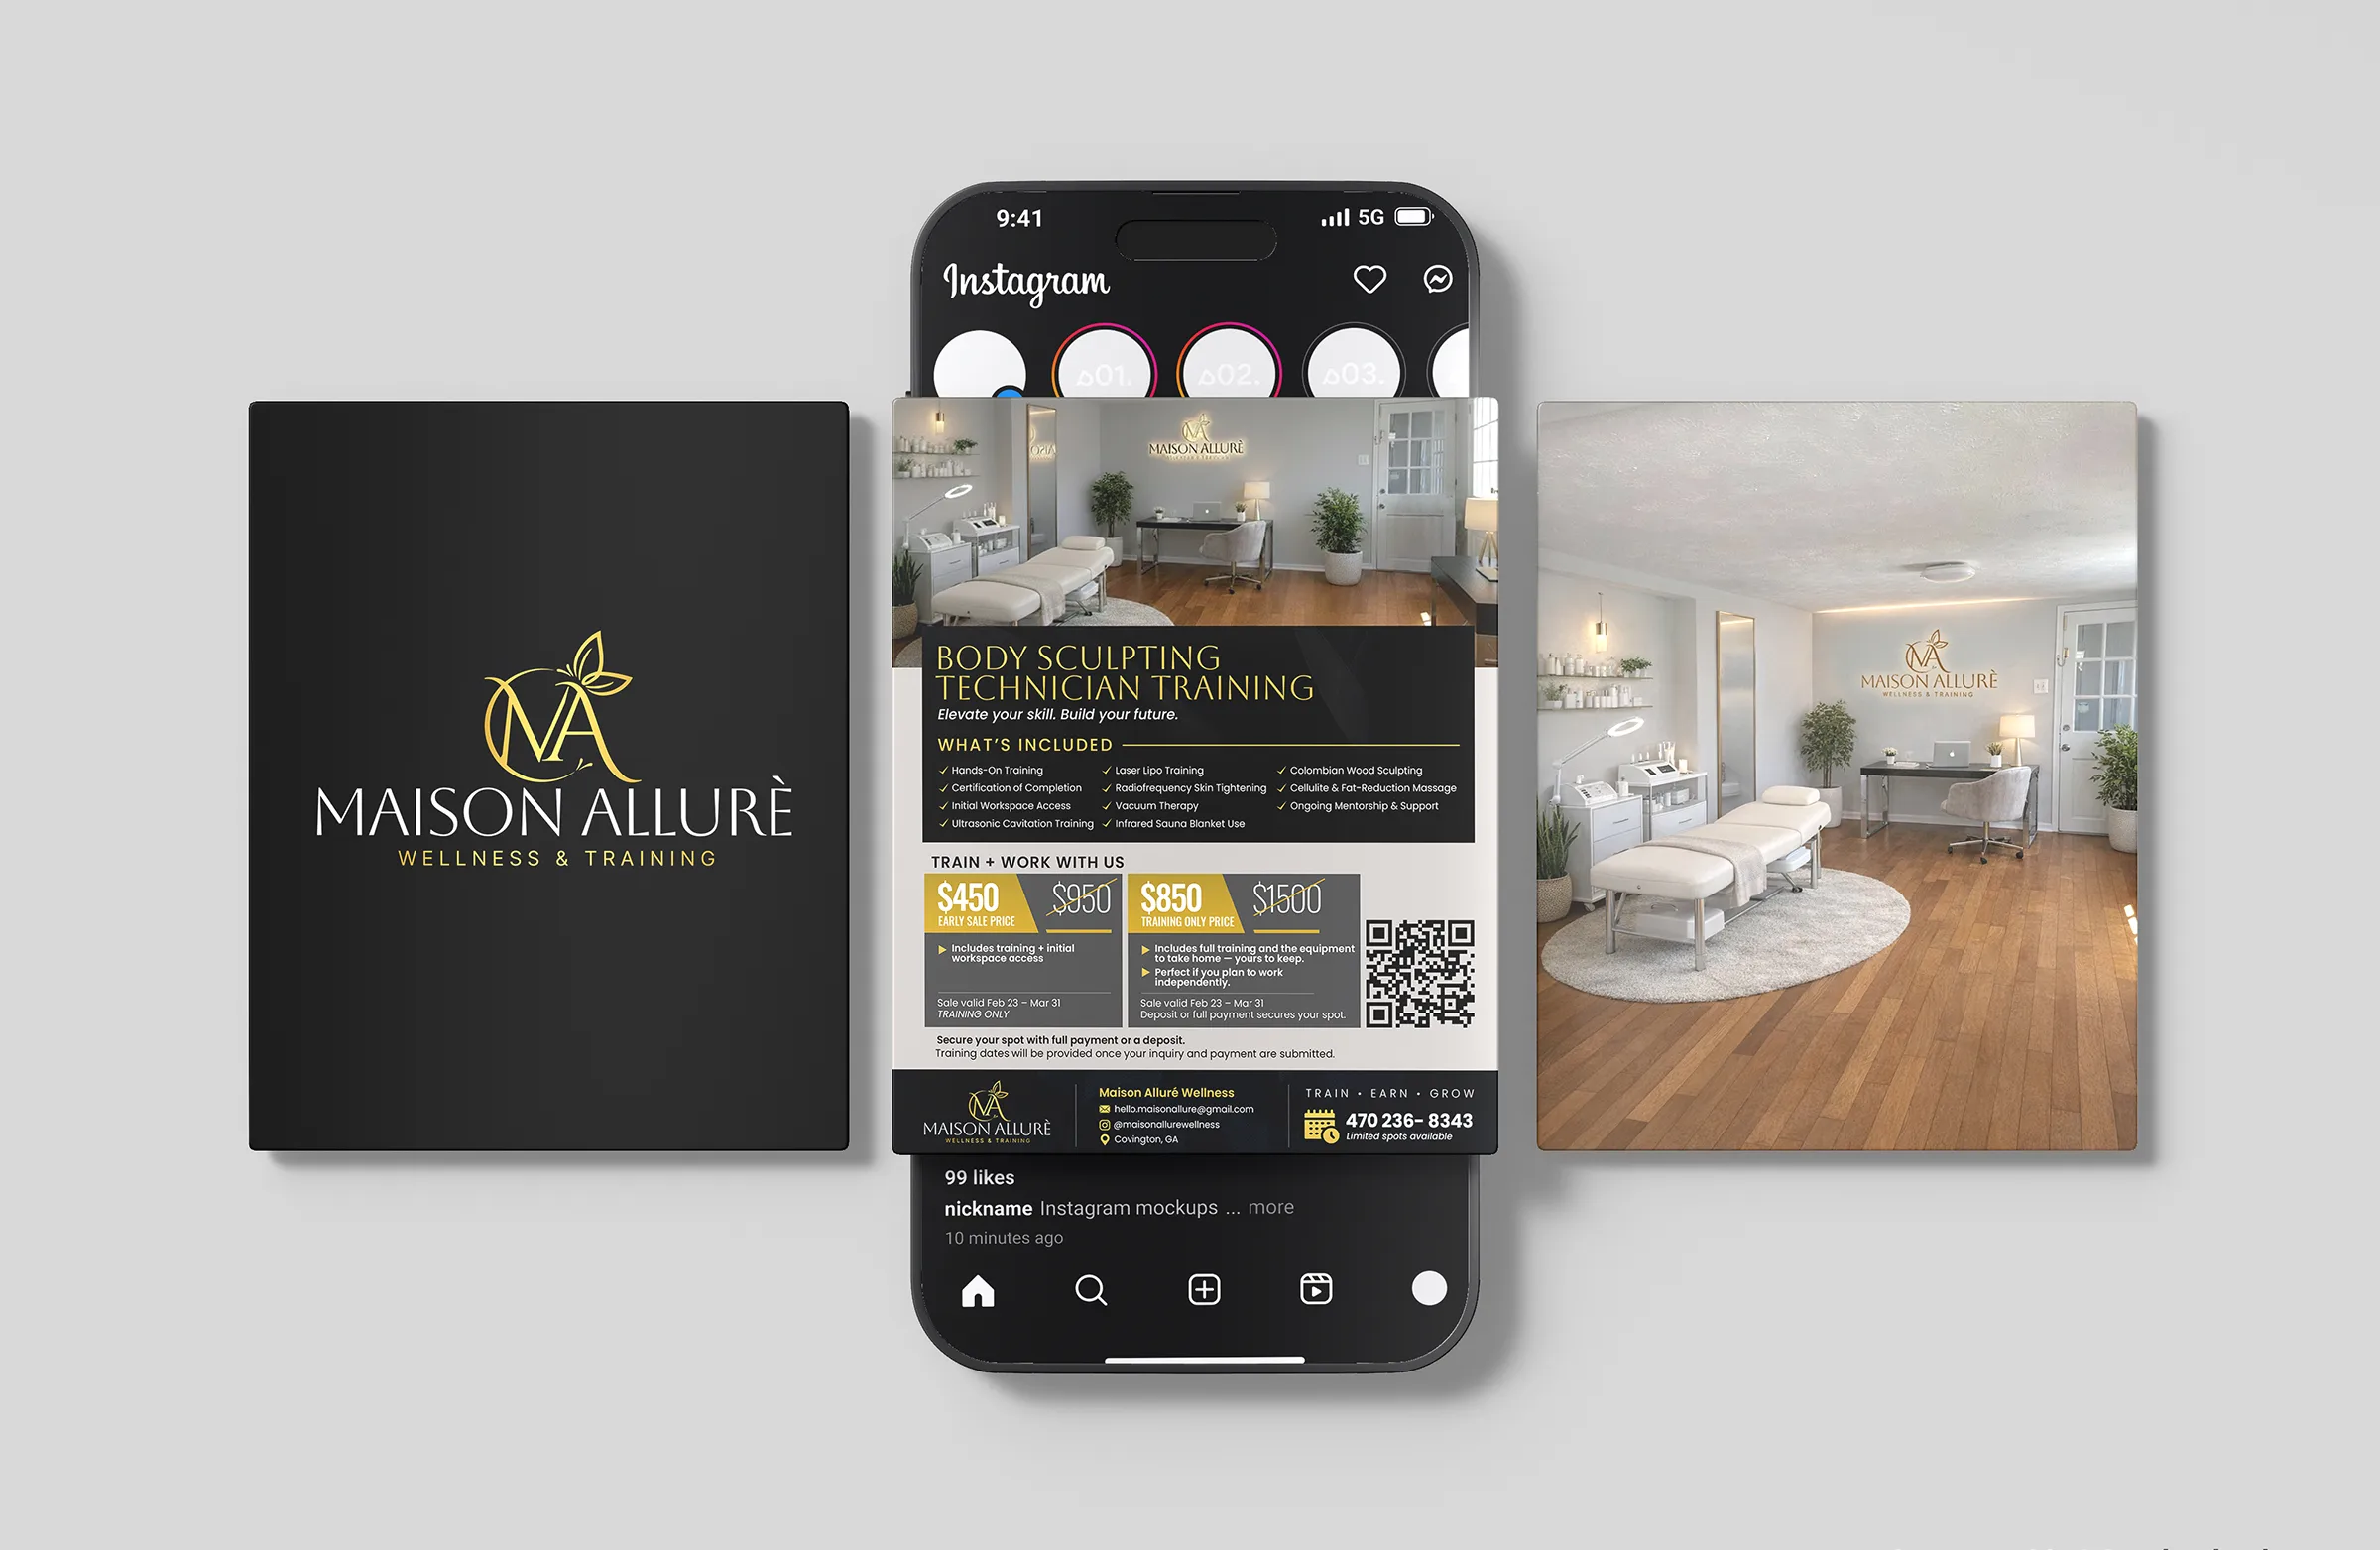 9:41
5G
Instagram
01.
02.
03.
MA
MAISON ALLURÈ
WELLNESS & TRAINING
MA
MAISON ALLURÈ
BODY SCULPTING
TECHNICIAN TRAINING
Elevate your skill. Build your future.
WHAT'S INCLUDED
✓ Hands-On Training
✓ Certification of Completion
✓ Initial Workspace Access
✓ Ultrasonic Cavitation Training
✓ Laser Lipo Training
✓ Radiofrequency Skin Tightening
✓ Vacuum Therapy
✓ Infrared Sauna Blanket Use
✓ Colombian Wood Sculpting
✓ Cellulite & Fat-Reduction Massage
✓ Ongoing Mentorship & Support
TRAIN + WORK WITH US
$450 $950
EARLY SALE PRICE
Includes training + initial
workspace access
Sale valid Feb 23 – Mar 31
TRAINING ONLY
$850 $1500
TRAINING ONLY PRICE
Includes full training and the equipment
to take home — yours to keep.
Perfect if you plan to work
independently.
Sale valid Feb 23 – Mar 31
Deposit or full payment secures your spot.
Secure your spot with full payment or a deposit.
Training dates will be provided once your inquiry and payment are submitted.
MA
MAISON ALLURÈ
WELLNESS & TRAINING
Maison Alluré Wellness
hello.maisonallure@gmail.com
@maisonallurewellness
Covington, GA
TRAIN • EARN • GROW
470 236- 8343
Limited spots available
99 likes
nickname Instagram mockups ... more
10 minutes ago
MA
MAISON ALLURÈ
WELLNESS & TRAINING